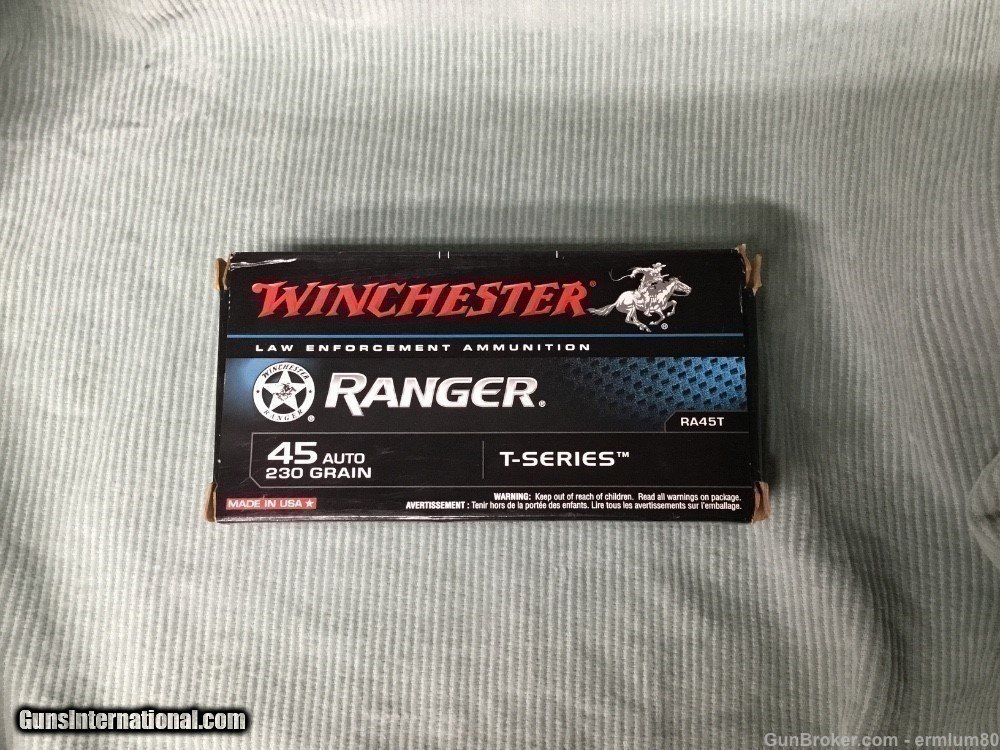 WINCHESTER
®
LAW ENFORCEMENT AMMUNITION
WINCHESTER
RANGER
®
RANGER®
RA45T
45 AUTO
230 GRAIN
T-SERIES™
MADE IN USA ★
WARNING: Keep out of reach of children. Read all warnings on package.
AVERTISSEMENT : Tenir hors de la portée des enfants. Lire tous les avertissements sur l'emballage.
GunsInternational.com
GunBroker.com - ermlum80